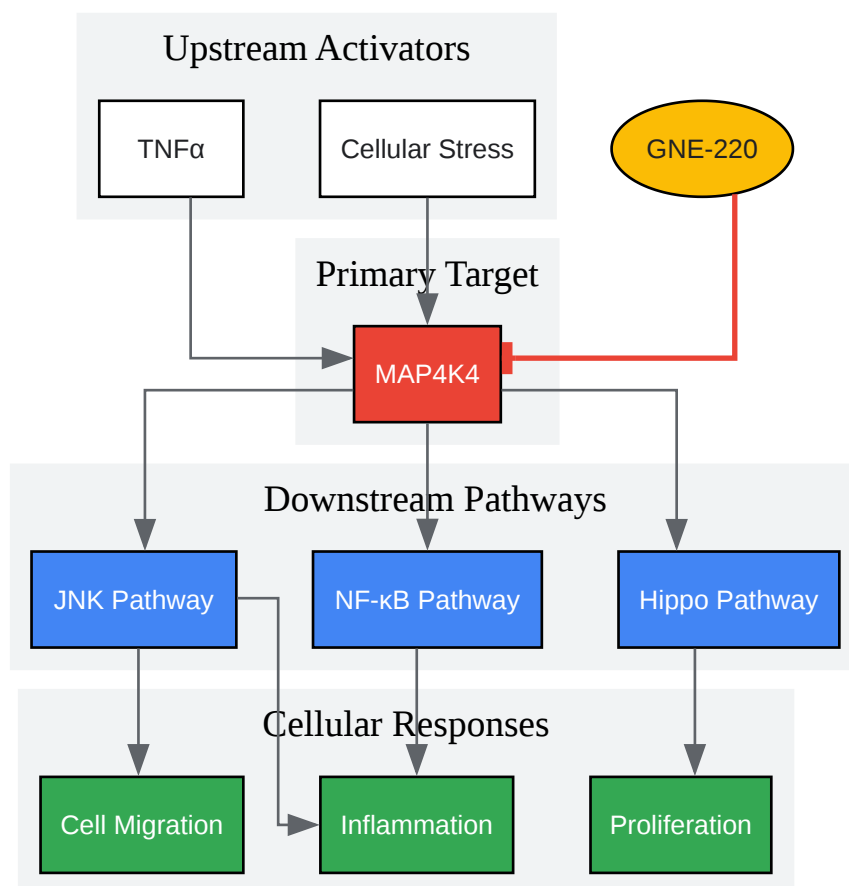 Upstream Activators
TNFα
Cellular Stress
GNE-220
Primary Target
MAP4K4
Downstream Pathways
JNK Pathway
NF-κB Pathway
Hippo Pathway
Cellular Responses
Cell Migration
Inflammation
Proliferation